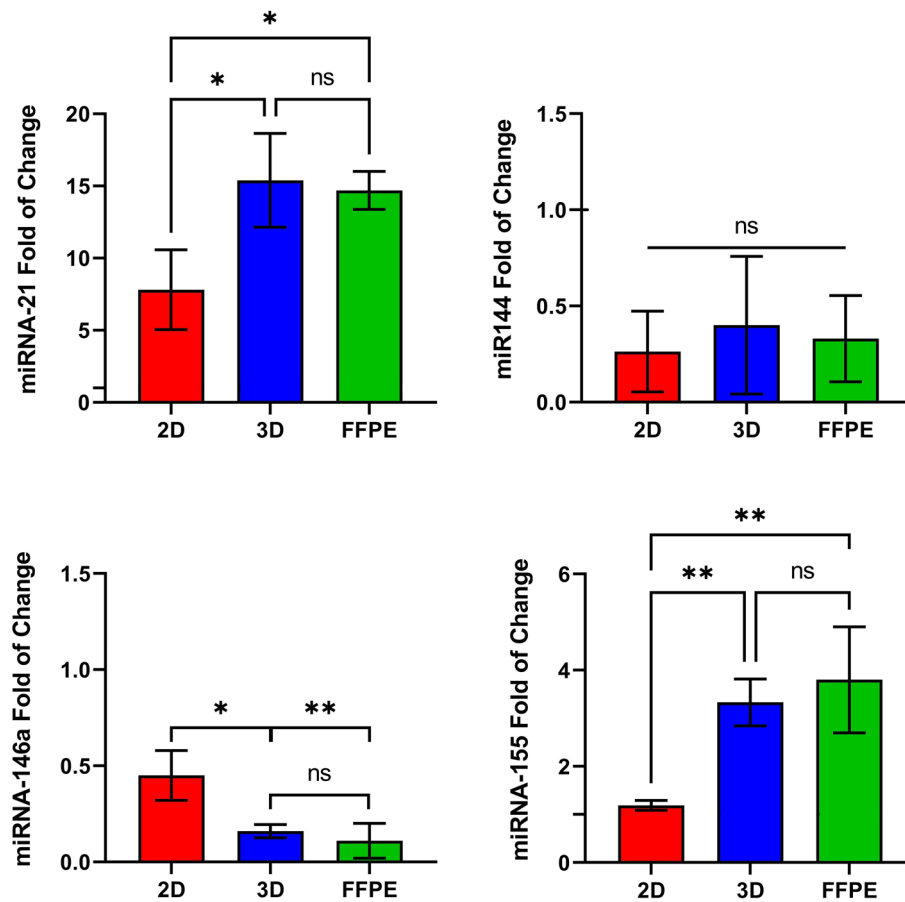 *
*
ns
miRNA-21 Fold of Change
20
15
10
5
0
2D
3D
FFPE
miR144 Fold of Change
1.5
1.0
0.5
0.0
ns
2D
3D
FFPE
miRNA-146a Fold of Change
1.5
1.0
0.5
0.0
*
**
ns
2D
3D
FFPE
**
**
ns
miRNA-155 Fold of Change
6
4
2
0
2D
3D
FFPE